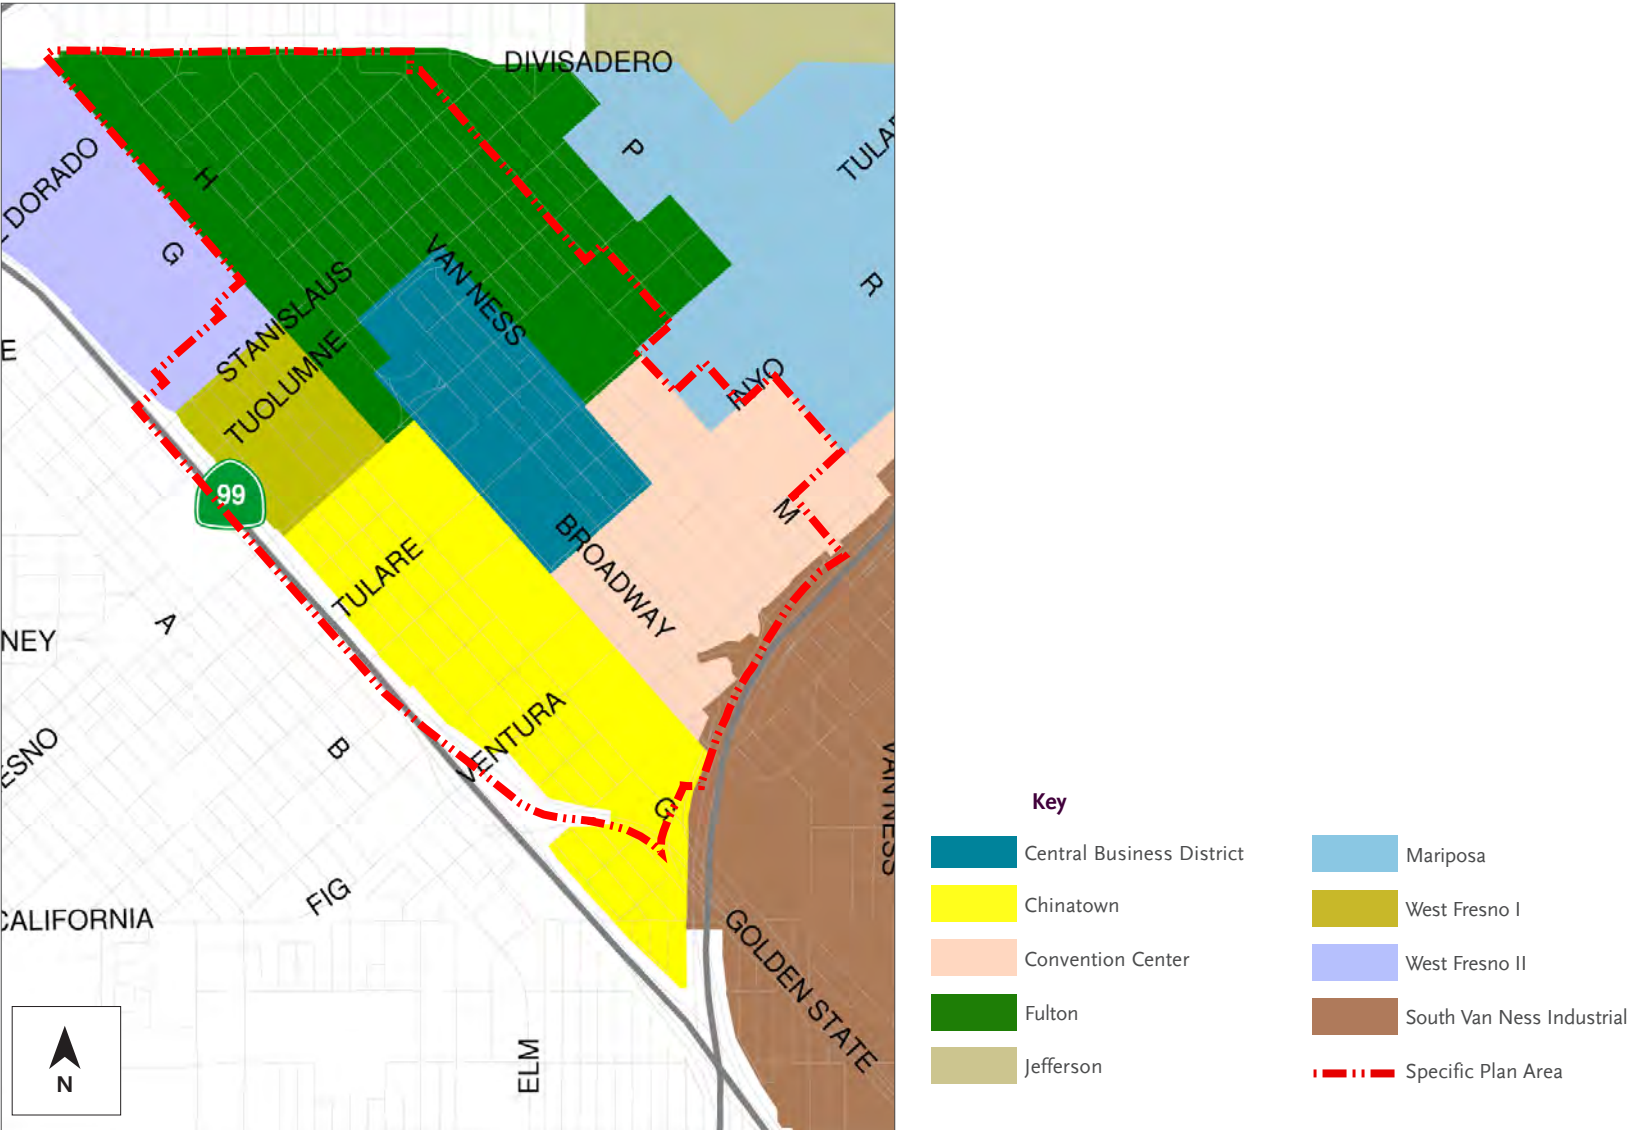 DIVISADERO
P
TULAR
L DORADO
H
G
R
VAN NESS
STANISLAUS
TUOLUMNE
E
INYO
99
M
BROADWAY
TULARE
A
NEY
VENTURA
B
ESNO
G
VAN NESS
FIG
CALIFORNIA
GOLDEN STATE
ELM
N
Key
Central Business District
Chinatown
Convention Center
Fulton
Jefferson
Mariposa
West Fresno I
West Fresno II
South Van Ness Industrial
Specific Plan Area